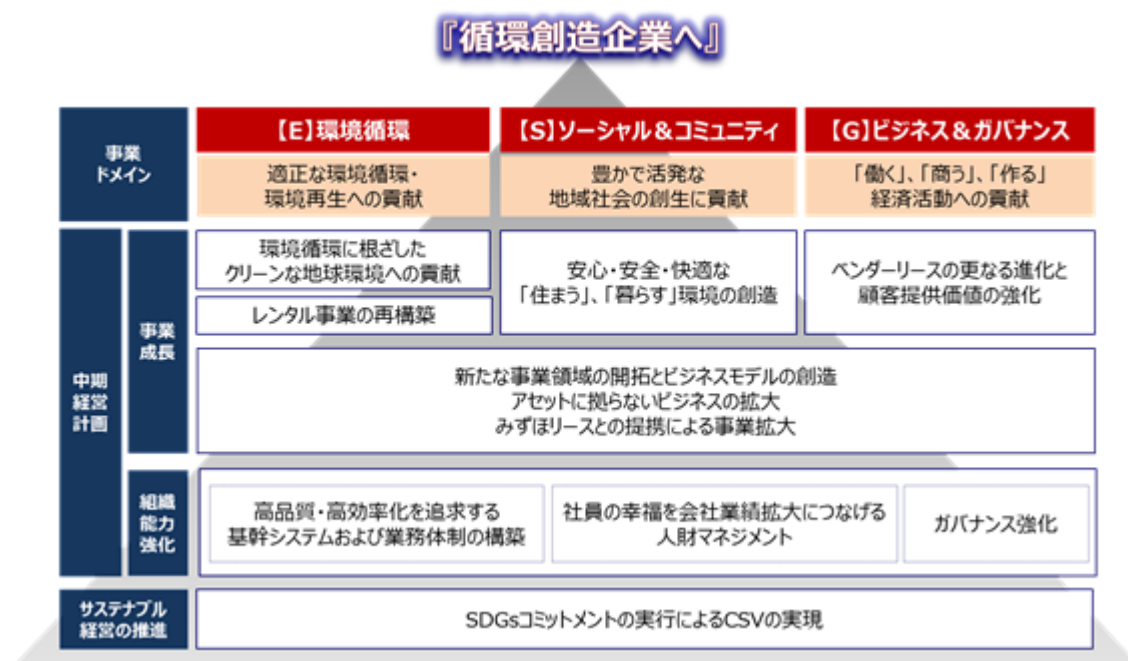 『循環創造企業へ』
事業
ドメイン
【E】環境循環
【S】ソーシャル＆コミュニティ
【G】ビジネス＆ガバナンス
適正な環境循環・
環境再生への貢献
豊かで活発な
地域社会の創生に貢献
「働く」、「商う」、「作る」
経済活動への貢献
中期
経営
計画
事業
成長
環境循環に根ざした
クリーンな地球環境への貢献
レンタル事業の再構築
安心・安全・快適な
「住まう」、「暮らす」環境の創造
ベンダーリースの更なる進化と
顧客提供価値の強化
新たな事業領域の開拓とビジネスモデルの創造
アセットに拠らないビジネスの拡大
みずほリースとの提携による事業拡大
組織
能力
強化
高品質・高効率化を追求する
基幹システムおよび業務体制の構築
社員の幸福を会社業績拡大につなげる
人財マネジメント
ガバナンス強化
サステナブル
経営の推進
SDGsコミットメントの実行によるCSVの実現